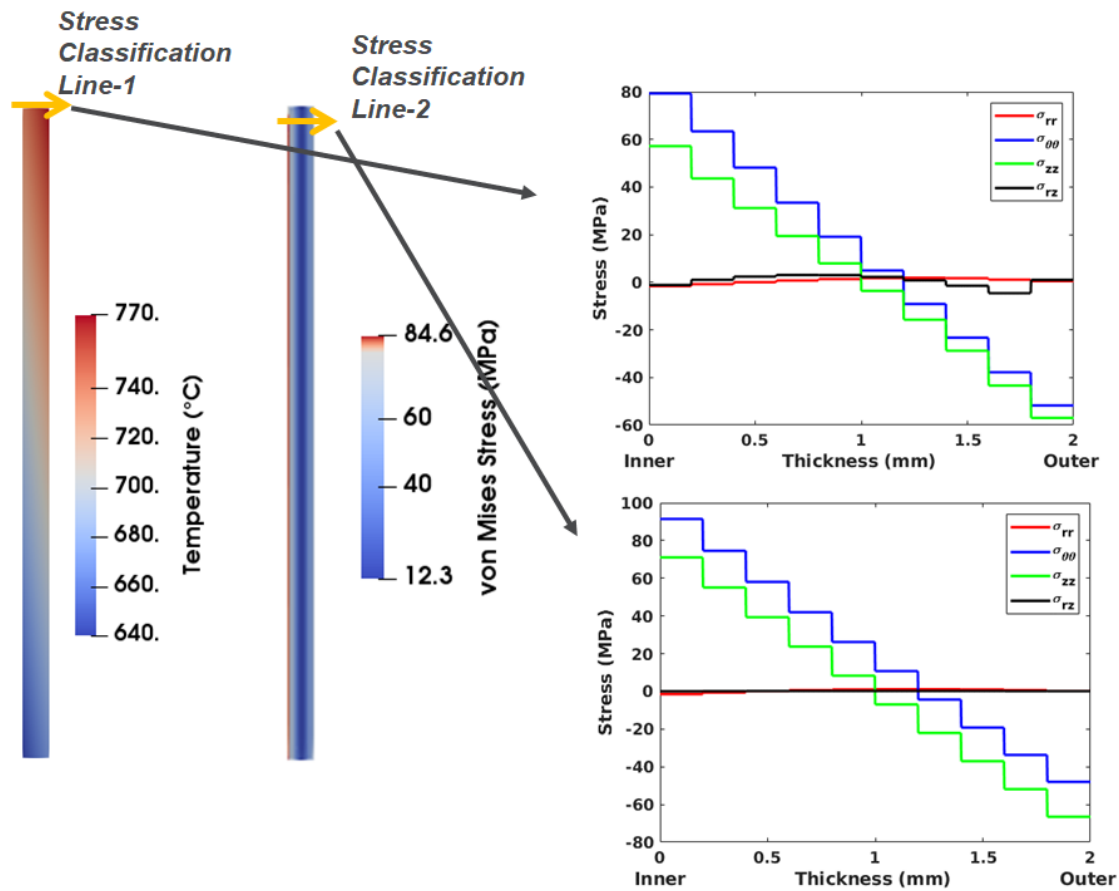 Stress
Classification
Line-1
Stress
Classification
Line-2
770.
740.
720.
700.
680.
660.
640.
Temperature (°C)
84.6
60
40
12.3
von Mises Stress (MPa)
80
60
40
20
0
-20
-40
-60
Stress (MPa)
σrr
σθθ
σzz
σrz
0 0.5 1 1.5 2
Inner Thickness (mm) Outer
100
80
60
40
20
0
-20
-40
-60
-80
Stress (MPa)
σrr
σθθ
σzz
σrz
0 0.5 1 1.5 2
Inner Thickness (mm) Outer